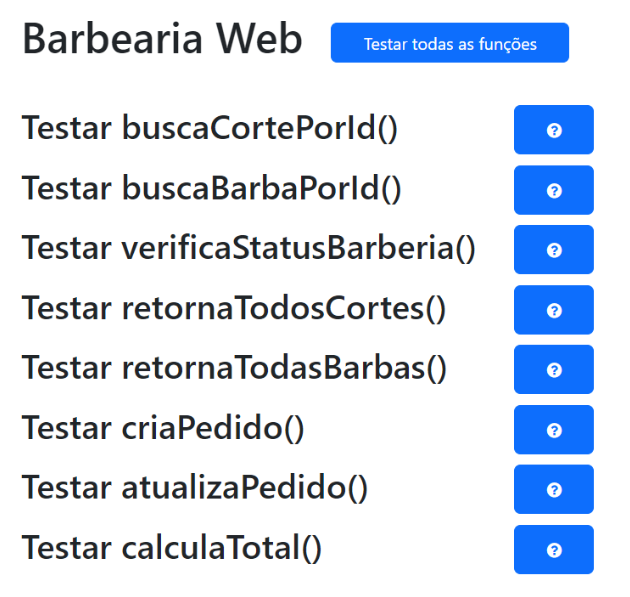 Barbearia Web
Testar todas as funções
Testar buscaCortePorId()
?
Testar buscaBarbaPorId()
?
Testar verificaStatusBarberia()
?
Testar retornaTodosCortes()
?
Testar retornaTodasBarbas()
?
Testar criaPedido()
?
Testar atualizaPedido()
?
Testar calculaTotal()
?